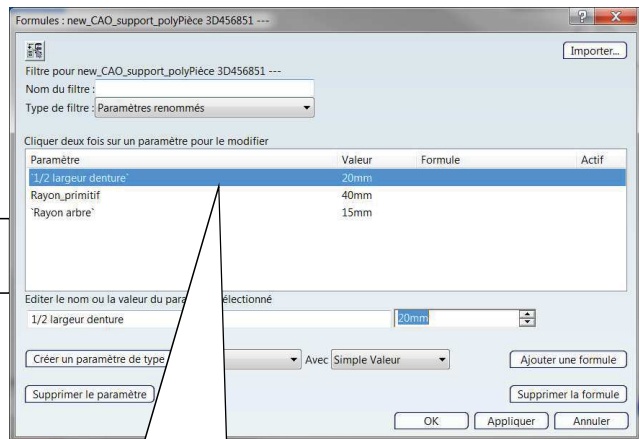 Formules : new_CAO_support_polyPièce 3D456851 ---
Importer...
Filtre pour new_CAO_support_polyPièce 3D456851 ---
Nom du filtre :
Type de filtre : Paramètres renommés
Cliquer deux fois sur un paramètre pour le modifier
Paramètre Valeur Formule Actif
`1/2 largeur denture` 20mm
Rayon_primitif 40mm
`Rayon arbre` 15mm
Editer le nom ou la valeur du para électionné
1/2 largeur denture 20mm
Créer un paramètre de type Avec Simple Valeur Ajouter une formule
Supprimer le paramètre Supprimer la formule
OK Appliquer Annuler